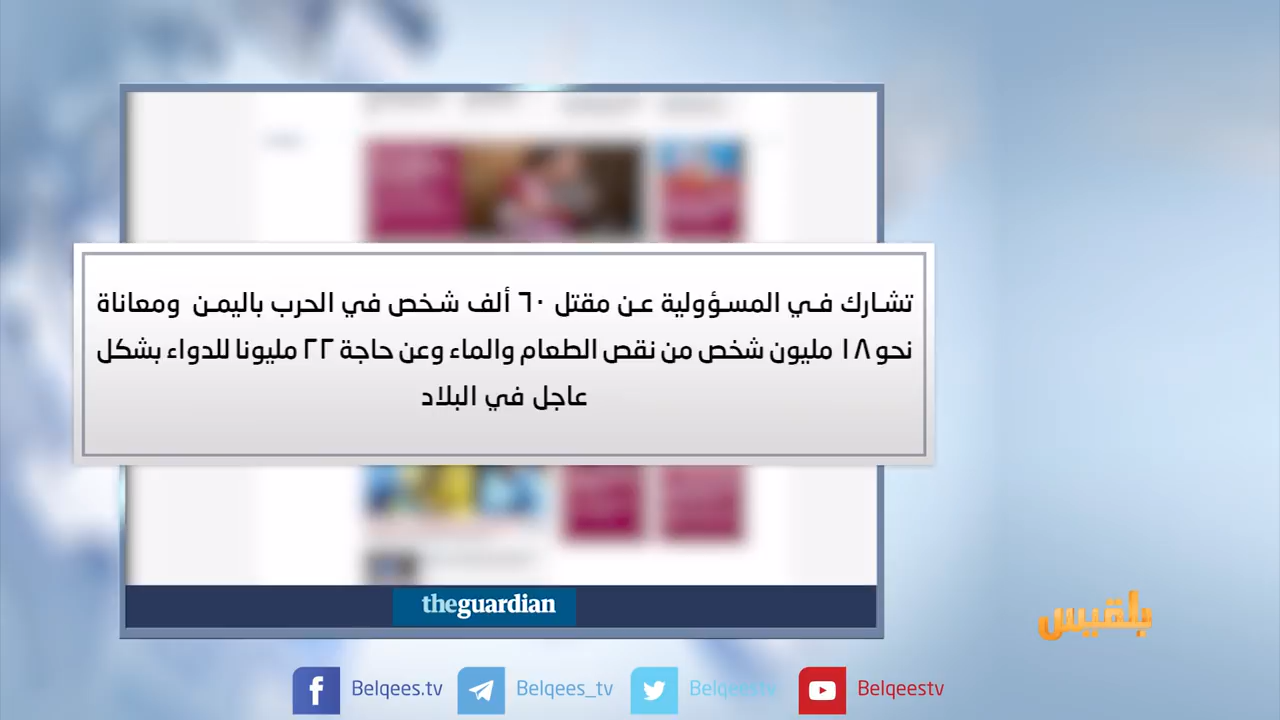 تشارك في المسؤولية عن مقتل ٦٠ ألف شخص في الحرب باليمن ومعاناة
نحو ١٨ مليون شخص من نقص الطعام والماء وعن حاجة ٢٢ مليونا للدواء بشكل
عاجل في البلاد
theguardian
بلقيس
Belqees.tv Belqees_tv Belqeestv Belqeestv